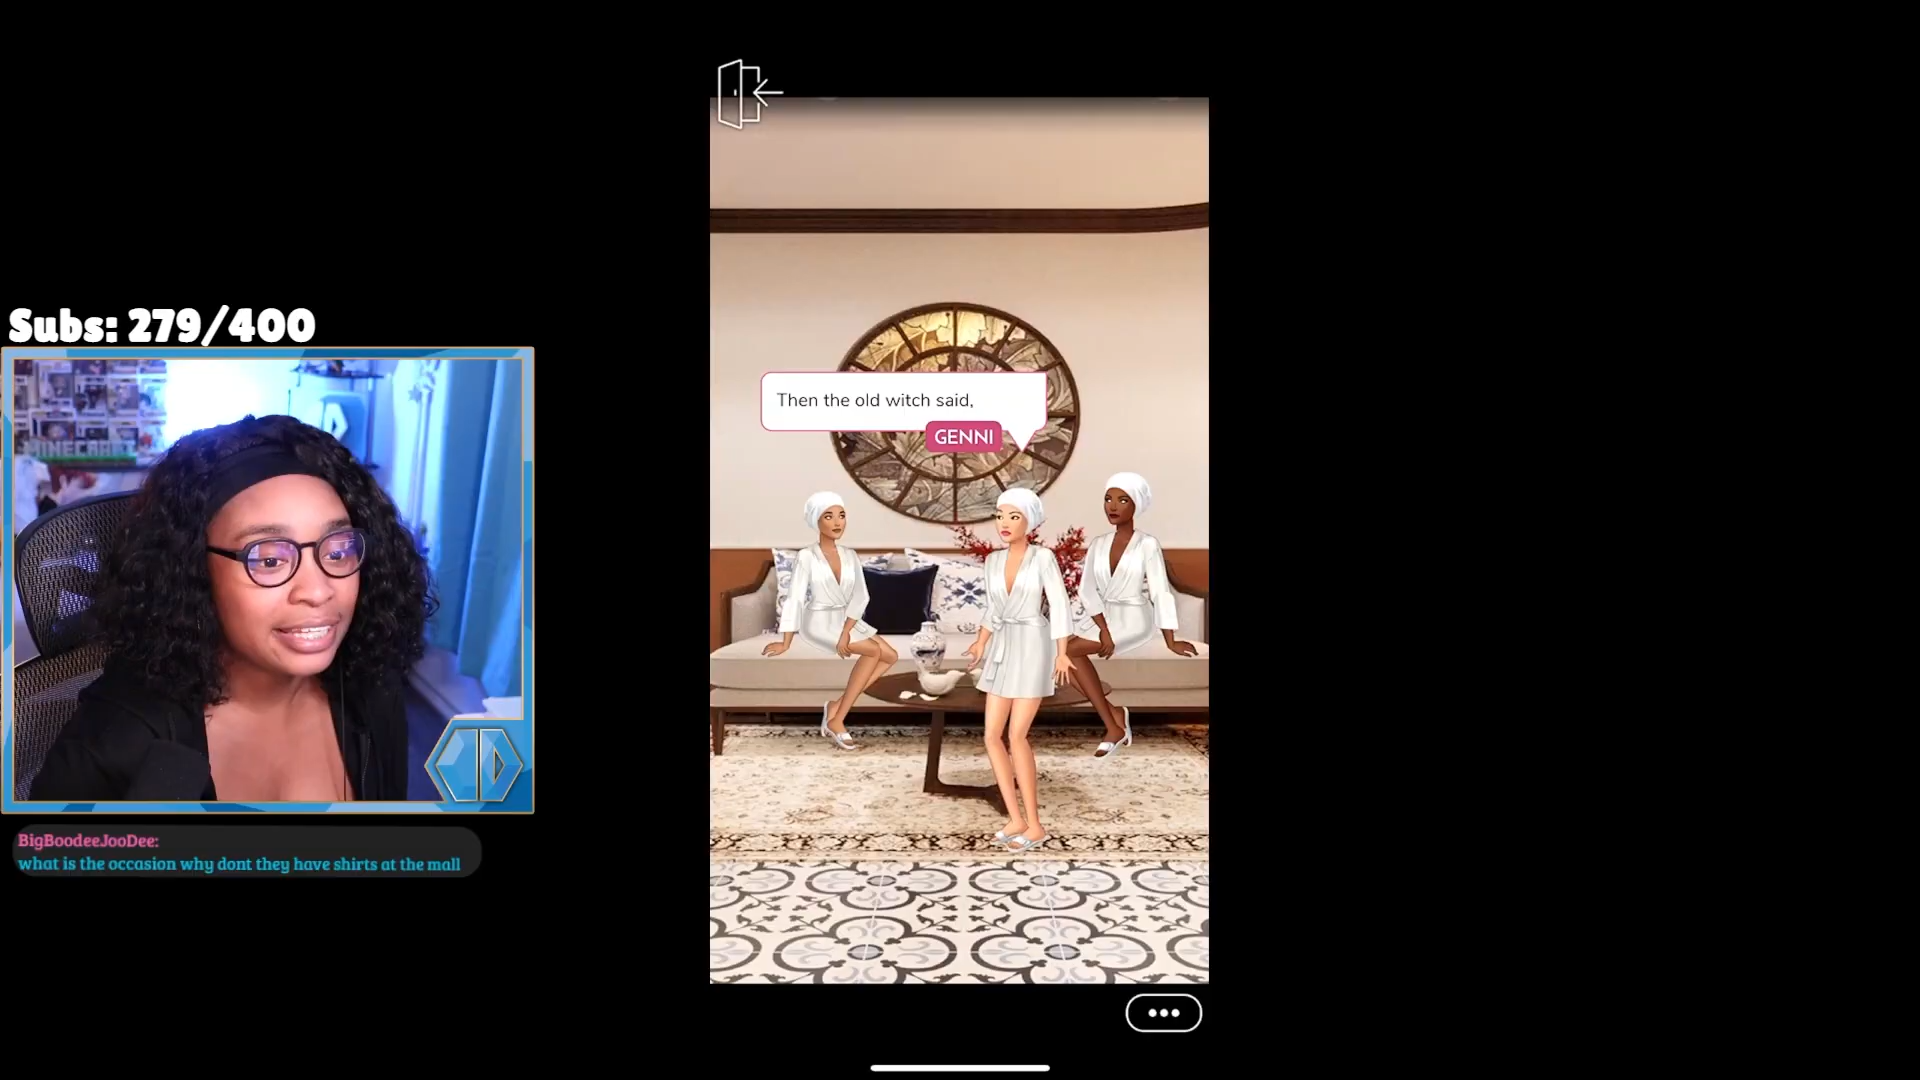 Subs: 279/400
MINECRAFT
Then the old witch said,
GENNI
BigBoodeeJooDee:
what is the occasion why dont they have shirts at the mall